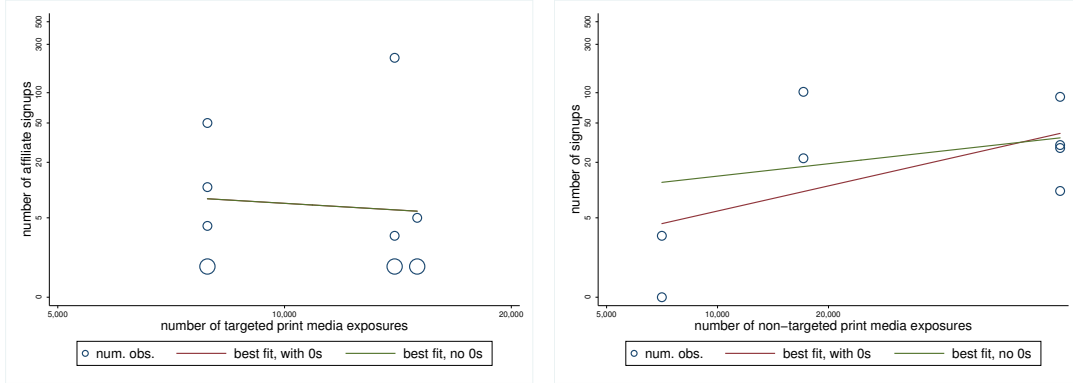 number of affiliate signups
500
300
100
50
20
5
0
5,000 10,000 20,000
number of targeted print media exposures
num. obs. best fit, with 0s best fit, no 0s
number of signups
500
300
100
50
20
5
0
5,000 10,000 20,000
number of non−targeted print media exposures
num. obs. best fit, with 0s best fit, no 0s